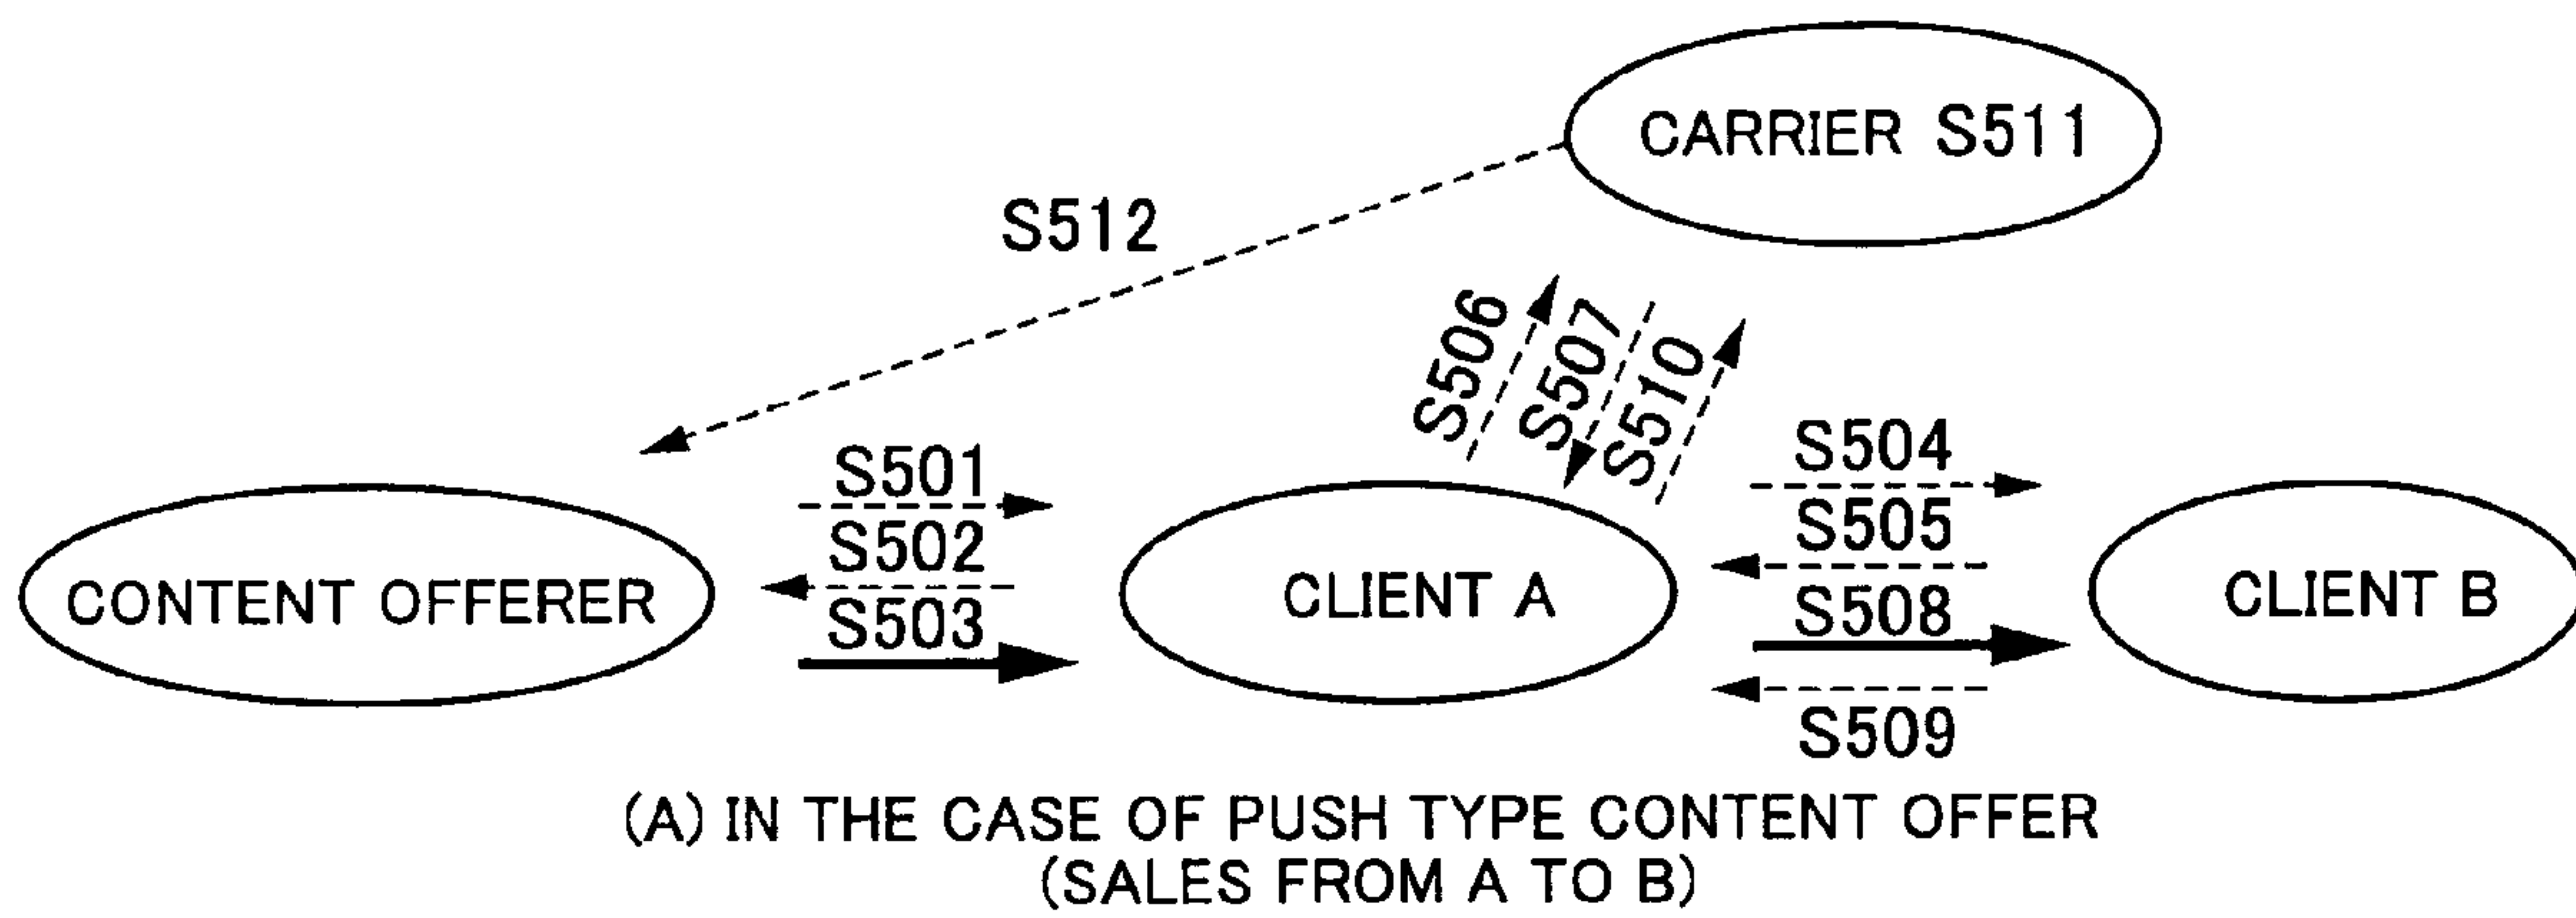 CARRIER S511
S512
S506
S507
S510
S501
S502
S503
S504
S505
S508
S509
CONTENT OFFERER
CLIENT A
CLIENT B
(A) IN THE CASE OF PUSH TYPE CONTENT OFFER
(SALES FROM A TO B)